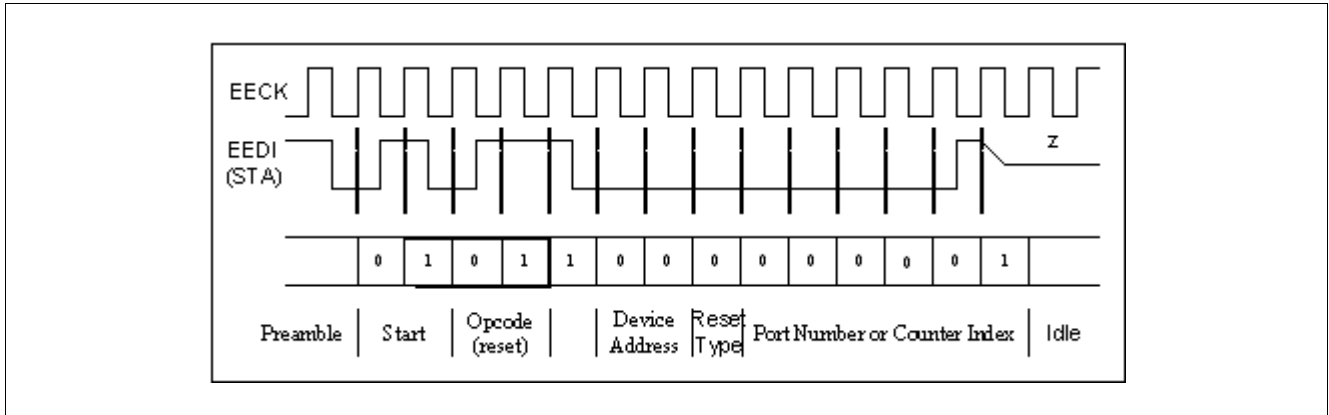 EECK
EEDI
(STA)
Z
0 1 0 1 1 0 0 0 0 0 0 0 0 1
Preamble Start Opcode (reset) Device Address Reset Type Port Number or Counter Index Idle